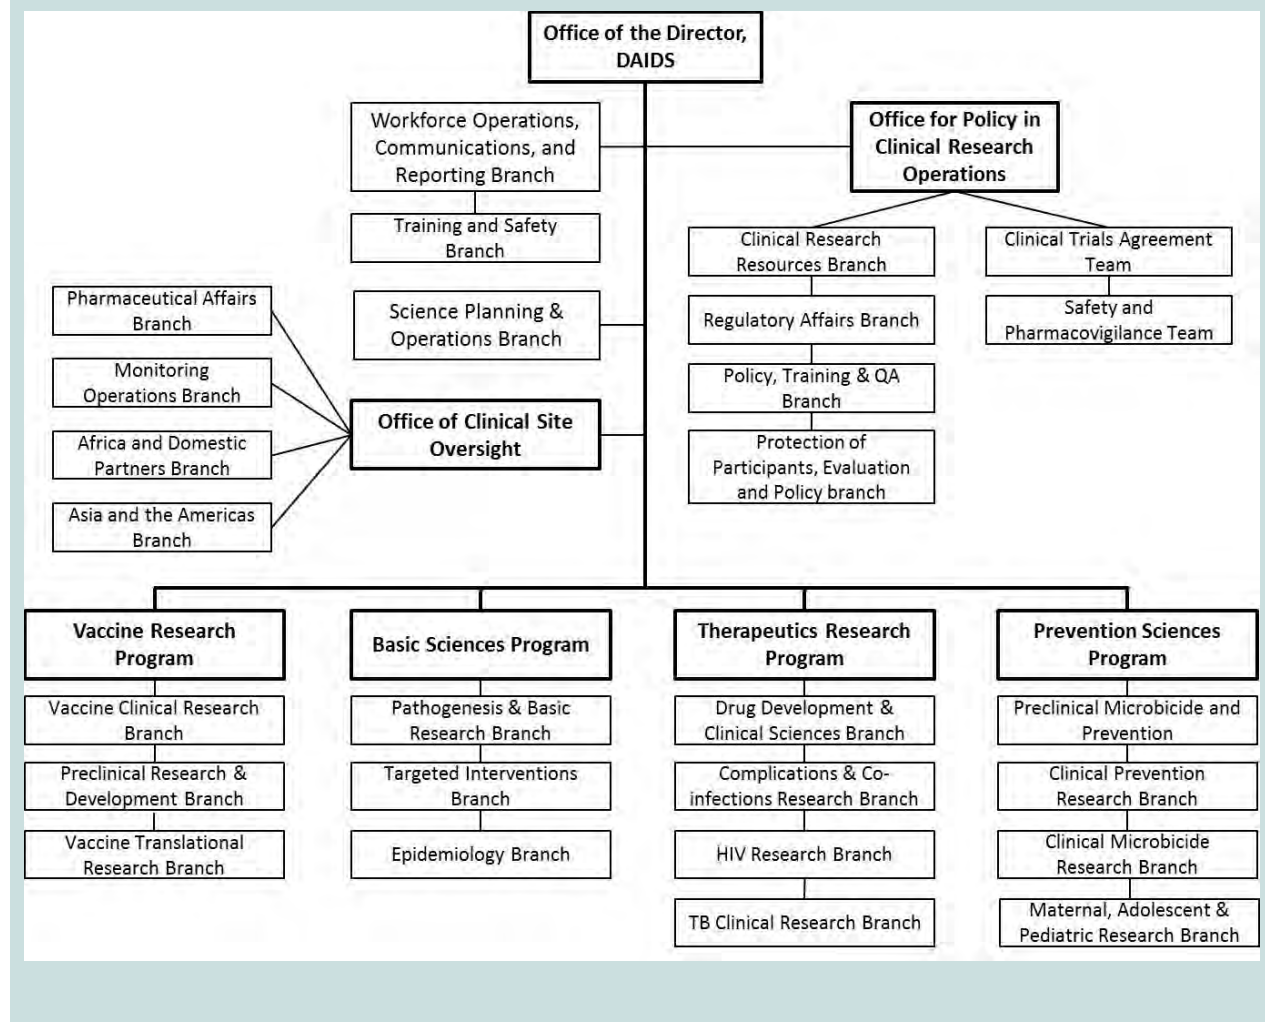 Office of the Director,
DAIDS
Workforce Operations,
Communications, and
Reporting Branch
Training and Safety
Branch
Office for Policy in
Clinical Research
Operations
Clinical Research
Resources Branch
Regulatory Affairs Branch
Policy, Training & QA
Branch
Protection of
Participants, Evaluation
and Policy branch
Clinical Trials Agreement
Team
Safety and
Pharmacovigilance Team
Science Planning &
Operations Branch
Office of Clinical Site
Oversight
Pharmaceutical Affairs
Branch
Monitoring
Operations Branch
Africa and Domestic
Partners Branch
Asia and the Americas
Branch
Vaccine Research
Program
Vaccine Clinical Research
Branch
Preclinical Research &
Development Branch
Vaccine Translational
Research Branch
Basic Sciences Program
Pathogenesis & Basic
Research Branch
Targeted Interventions
Branch
Epidemiology Branch
Therapeutics Research
Program
Drug Development &
Clinical Sciences Branch
Complications & Co-
infections Research Branch
HIV Research Branch
TB Clinical Research Branch
Prevention Sciences
Program
Preclinical Microbicide and
Prevention
Clinical Prevention
Research Branch
Clinical Microbicide
Research Branch
Maternal, Adolescent &
Pediatric Research Branch